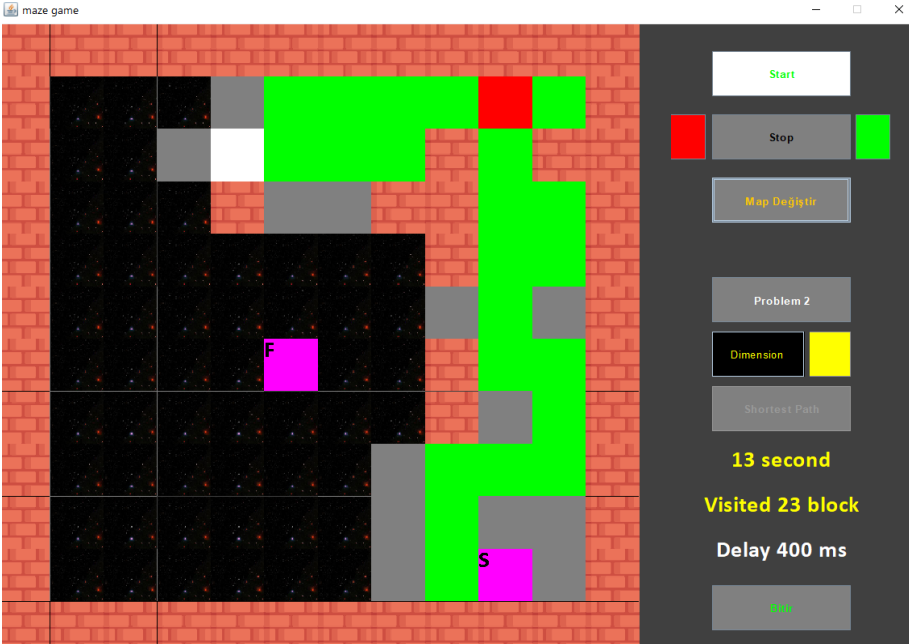 maze game
Start
Stop
Map Değiştir
Problem 2
Dimension
Shortest Path
13 second
Visited 23 block
Delay 400 ms
Bitir
F
S